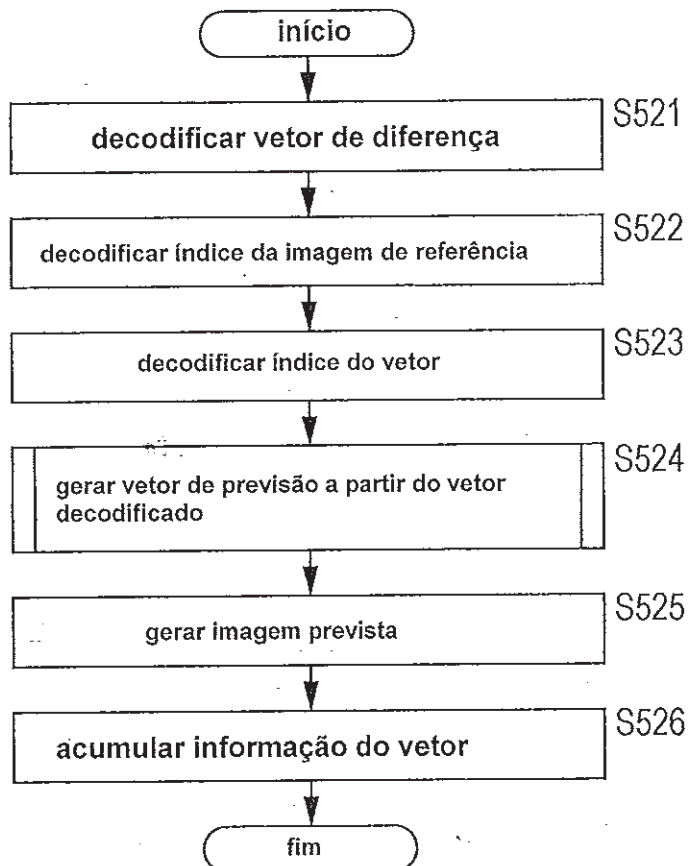 início
S521
decodificar vetor de diferença
S522
decodificar índice da imagem de referência
S523
decodificar índice do vetor
S524
gerar vetor de previsão a partir do vetor
decodificado
S525
gerar imagem prevista
S526
acumular informação do vetor
fim